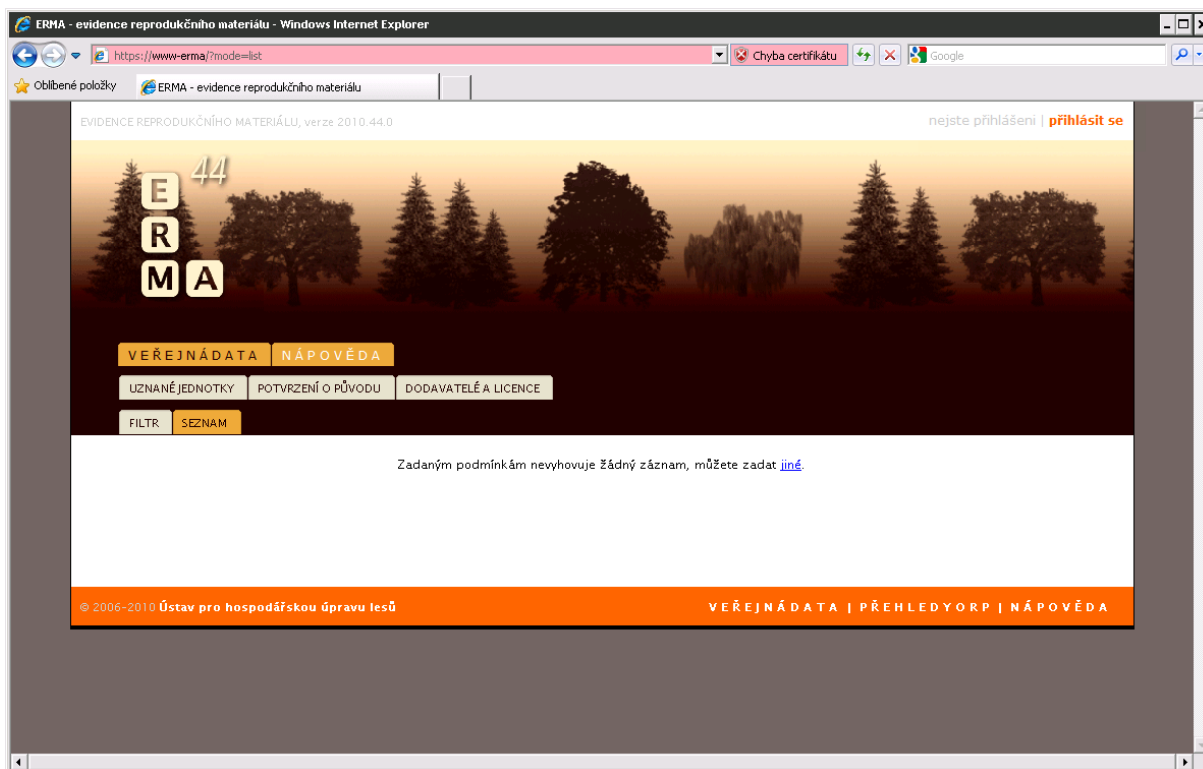 ERMA - evidence reprodukčního materiálu - Windows Internet Explorer
https://www-erma/?mode=list
Chyba certifikátu
Google
Oblíbené položky
ERMA - evidence reprodukčního materiálu
EVIDENCE REPRODUKČNÍHO MATERIÁLU, verze 2010.44.0
nejste přihlášeni | přihlásit se
44
E
R
M A
VEŘEJNÁDATA NÁPOVĚDA
UZNANÉ JEDNOTKY POTVRZENÍ O PŮVODU DODAVATELÉ A LICENCE
FILTR SEZNAM
Zadaným podmínkám nevyhovuje žádný záznam, můžete zadat jiné.
© 2006-2010 Ústav pro hospodářskou úpravu lesů
VEŘEJNÁDATA | PŘEHLEDYORP | NÁPOVĚDA